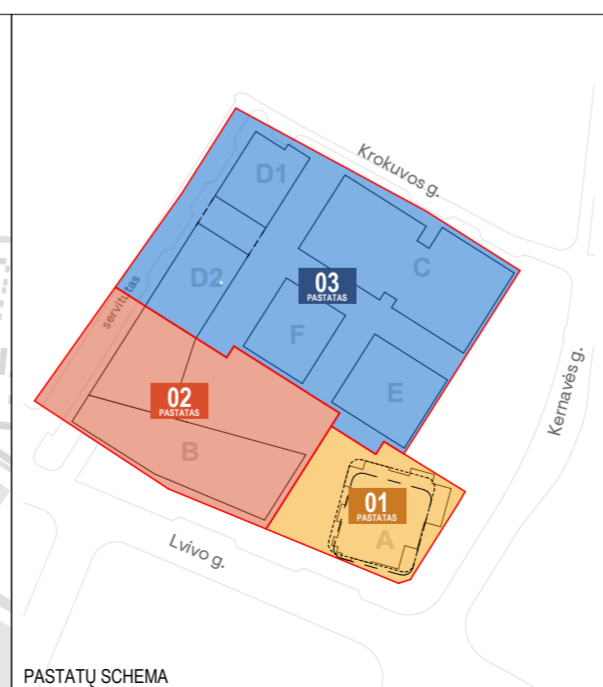 Krokuvos g.
D1
C
03
PASTATAS
D2
servitutas
F
E
Kernavės g.
02
PASTATAS
B
01
PASTATAS
A
Lvivo g.
PASTATŲ SCHEMA